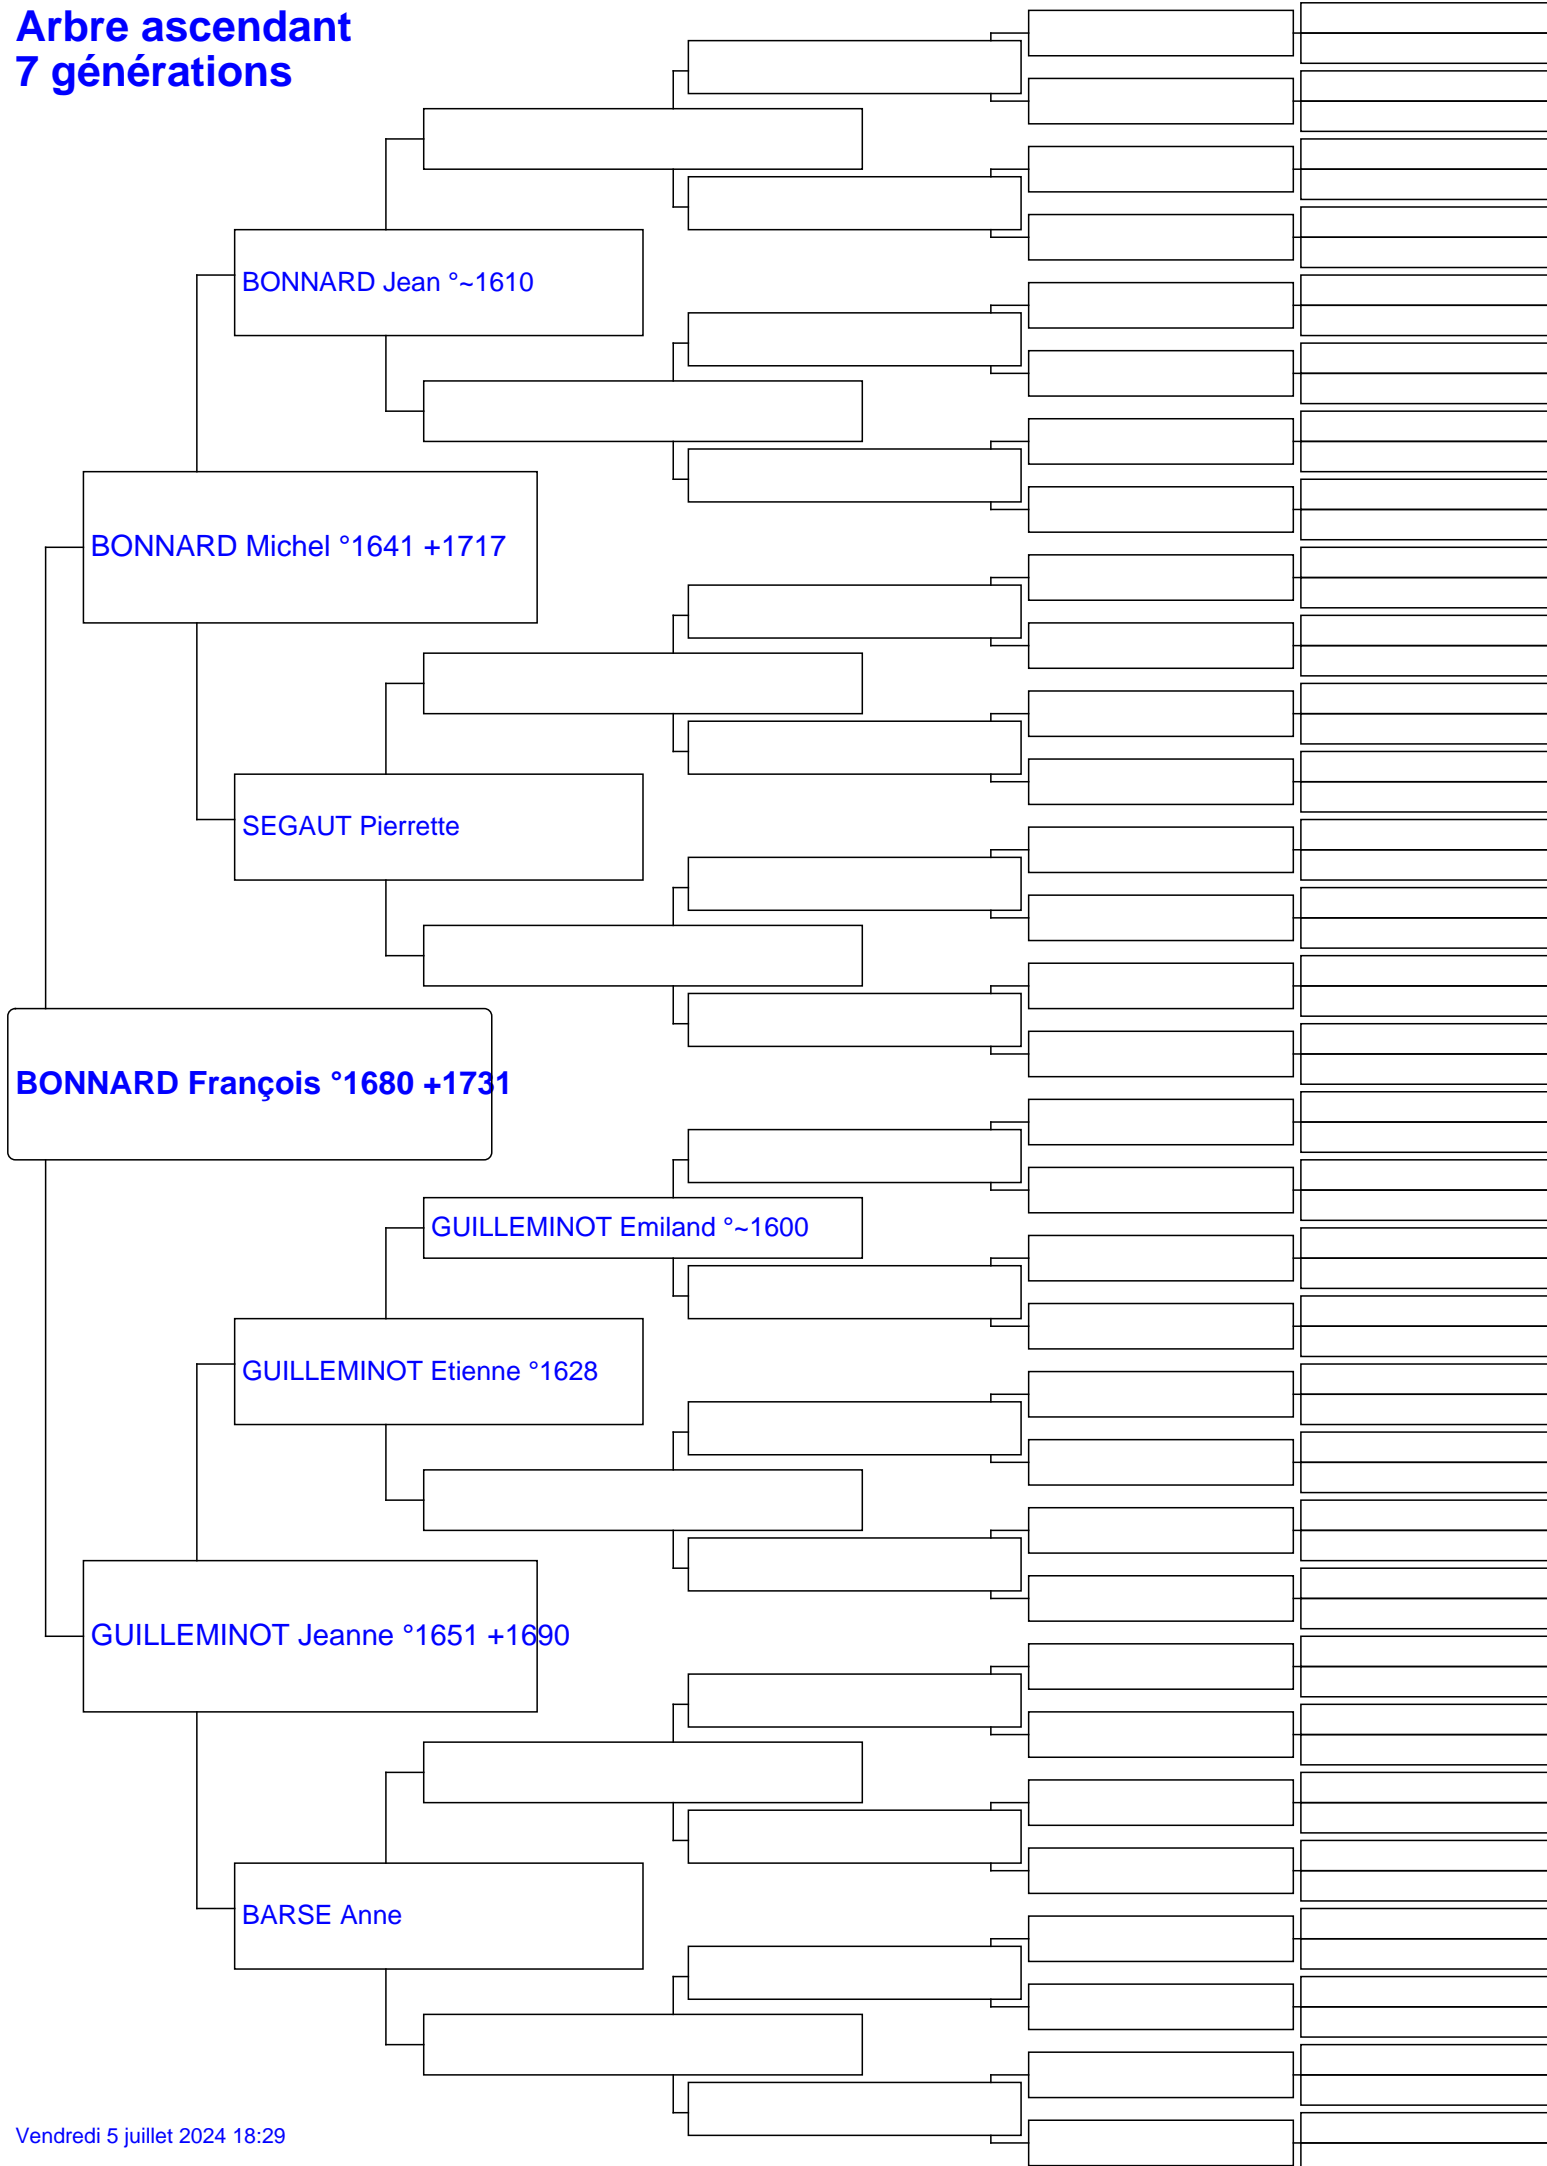 Arbre ascendant
7 générations
BONNARD Jean °~1610
BONNARD Michel °1641 +1717
SEGAUT Pierrette
BONNARD François °1680 +1731
GUILLEMINOT Emiland °~1600
GUILLEMINOT Etienne °1628
GUILLEMINOT Jeanne °1651 +1690
BARSE Anne
Vendredi 5 juillet 2024 18:29